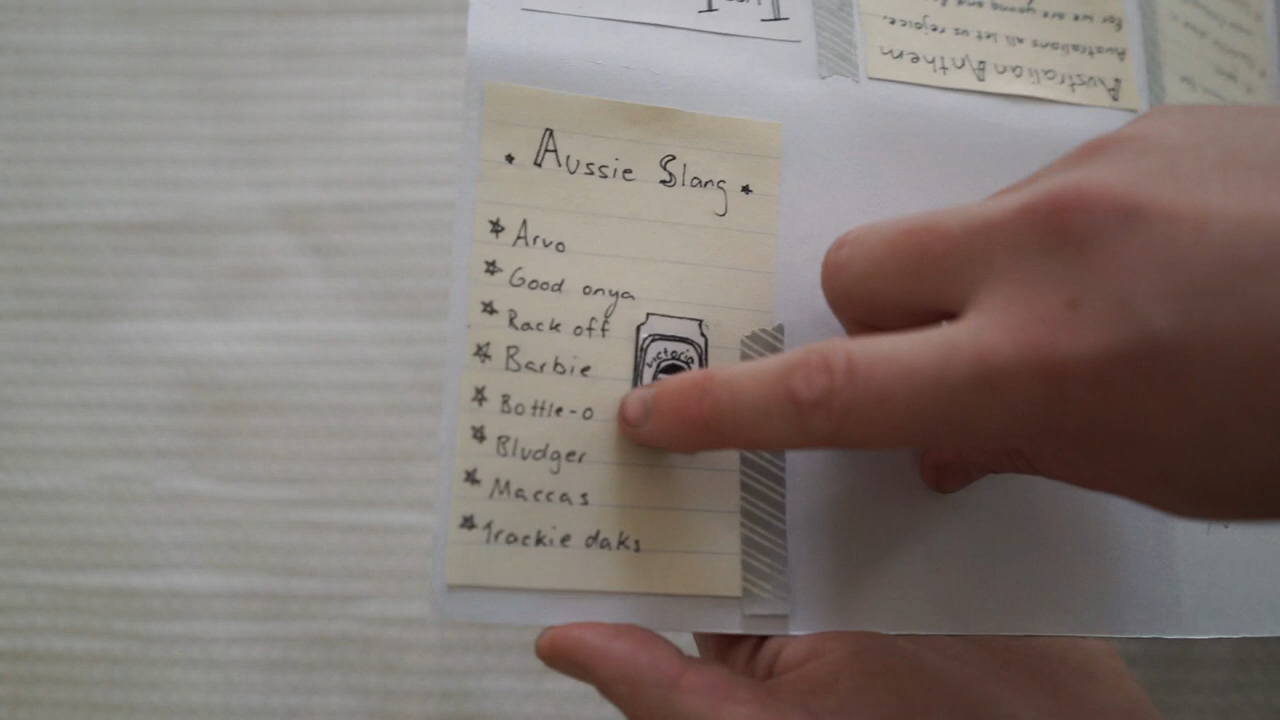 Aussie Slang
Arvo
Good onya
Rack off
Barbie
Bottle-o
Bludger
Maccas
Trackie daks
Victoria
Australian Anthem
Australians all let us rejoice,
For we are young and